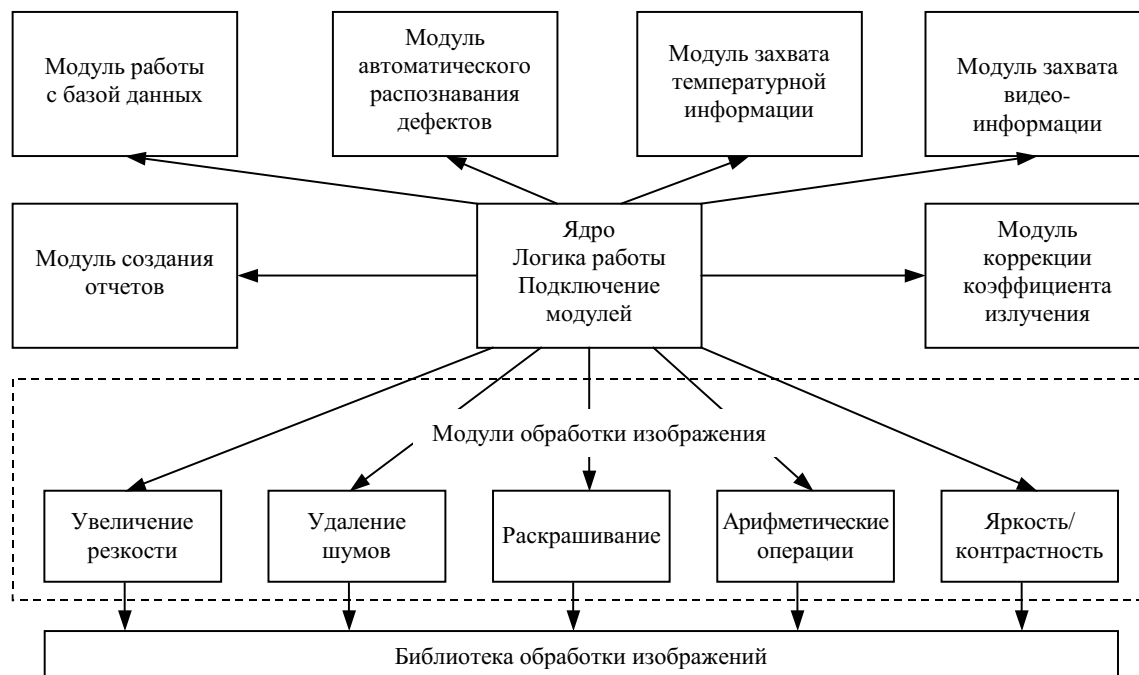 Модуль работы
с базой данных
Модуль
автоматического
распознавания
дефектов
Модуль захвата
температурной
информации
Модуль захвата
видео-
информации
Модуль создания
отчетов
Ядро
Логика работы
Подключение
модулей
Модуль
коррекции
коэффициента
излучения
Модули обработки изображения
Увеличение
резкости
Удаление
шумов
Раскрашивание
Арифметические
операции
Яркость/
контрастность
Библиотека обработки изображений